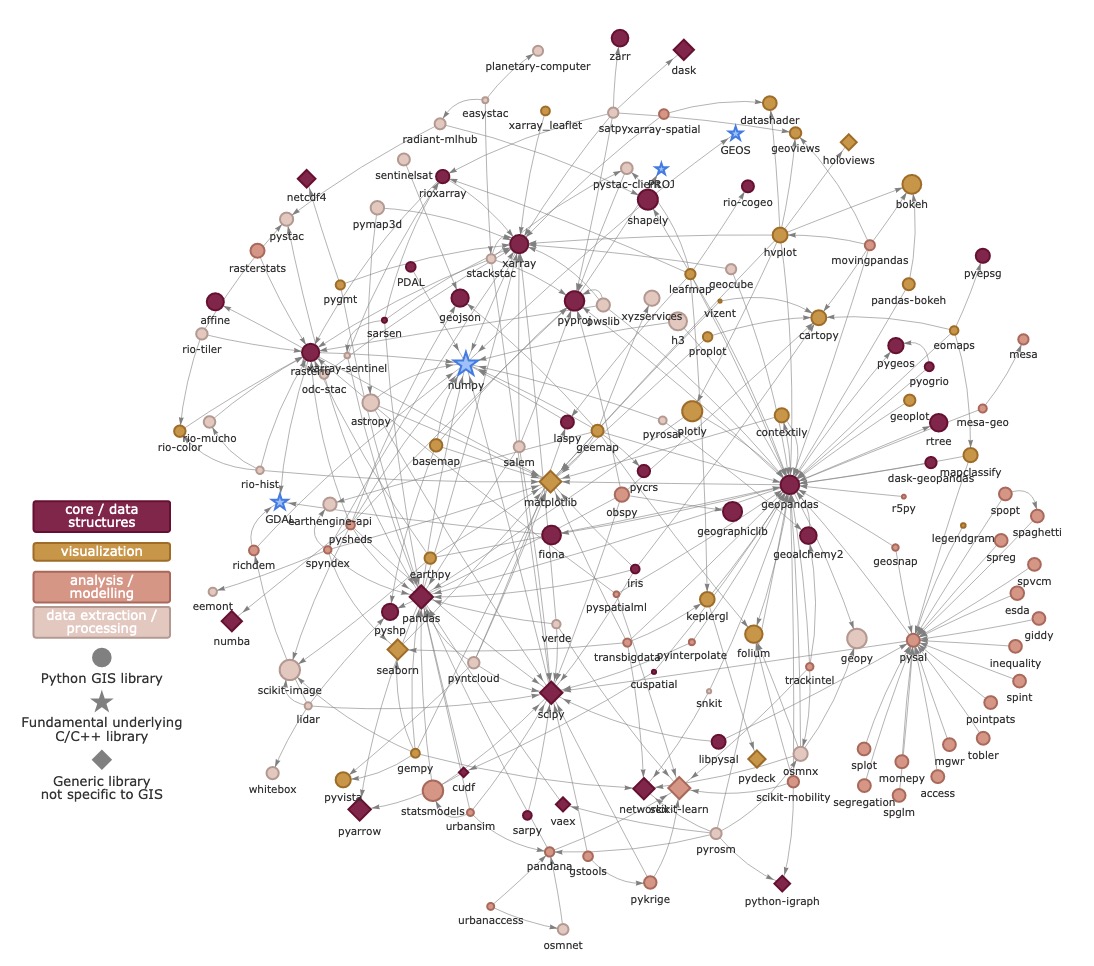 zarr
planetary-computer
dask
easystac
xarray_leaflet
datashader
radiant-mlhub
satpy
xarray-spatial
GEOS
geoviews
holoviews
sentinelsat
rioxarray
pystac-client
PROJ
netcdf4
rio-cogeo
bokeh
pymap3d
shapely
pystac
hvplot
movingpandas
rasterstats
xarray
stackstac
PDAL
pyepsg
leafmap
geocube
pygmt
pandas-bokeh
affine
geojson
pyproj
owslib
xyzservices
vizent
sarsen
h3
cartopy
rio-tiler
proplot
eomaps
mesa
rasterio
xarray-sentinel
pygeos
odc-stac
numpy
pyogrio
astropy
geoplot
mesa-geo
rio-mucho
rio-color
basemap
laspy
geemap
pyrosar
plotly
contextily
rtree
salem
mapclassify
rio-hist
pycrs
dask-geopandas
matplotlib
obspy
geopandas
r5py
GDAL
earthengine-api
spopt
pysheds
geographiclib
legendgram
spaghetti
core / data
structures
fiona
geoalchemy2
geosnap
spreg
visualization
richdem
spyndex
earthpy
iris
spvcm
analysis /
modelling
eemont
pyspatialml
esda
data extraction /
processing
numba
pyshp
pandas
keplergl
giddy
verde
transbigdata
pyinterpolate
folium
geopy
pysal
seaborn
inequality
Python GIS library
scikit-image
pyntcloud
cuspatial
trackintel
spint
snkit
lidar
scipy
pointpats
Fundamental underlying
C/C++ library
libpysal
splot
mgwr
tobler
gempy
pydeck
osmnx
momepy
Generic library
not specific to GIS
whitebox
pyvista
cudf
statsmodels
networkx
scikit-learn
scikit-mobility
segregation
access
spglm
pyarrow
urbansim
sarpy
vaex
pyrosm
pandana
gstools
pykrige
python-igraph
urbanaccess
osmnet